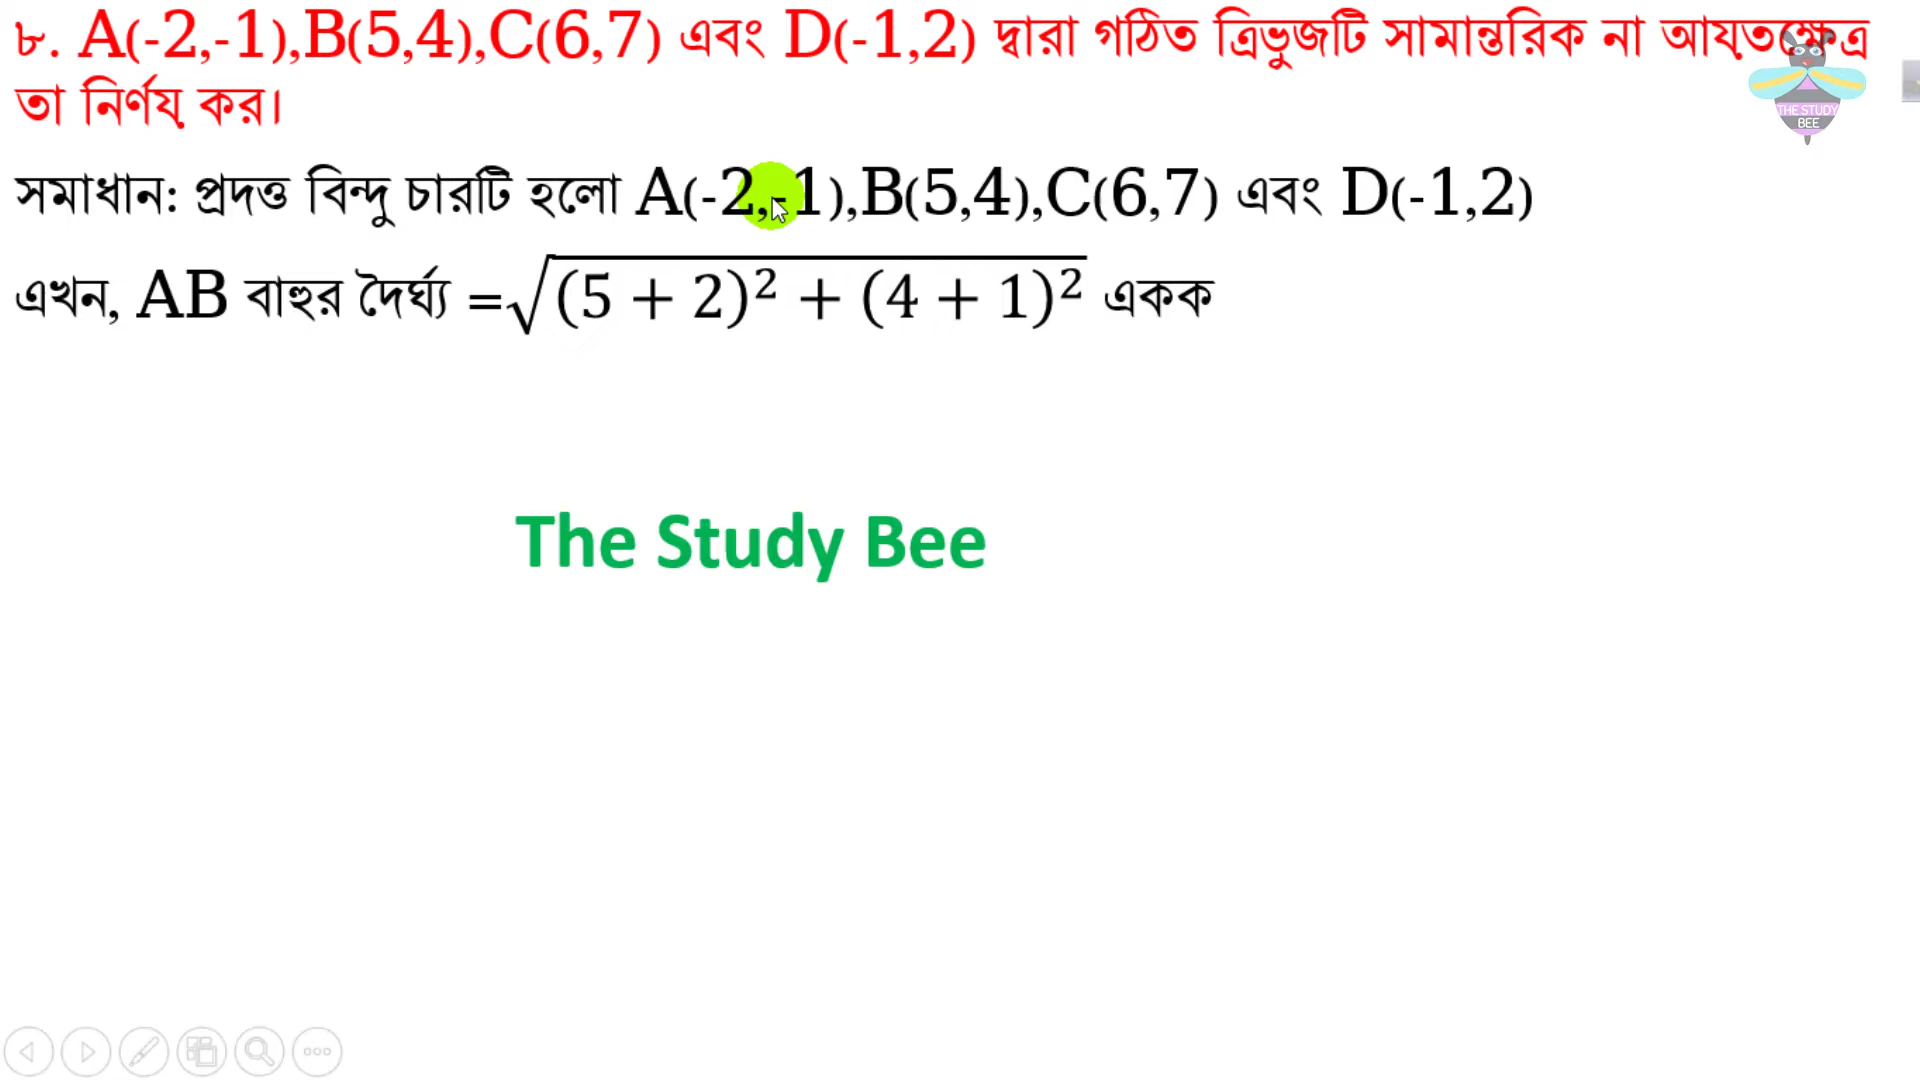 ৮. A(-2,-1),B(5,4),C(6,7) এবং D(-1,2) দ্বারা গঠিত ত্রিভুজটি সামান্তরিক না আয়তক্ষেত্র
তা নির্ণয় কর।
THE STUDY
BEE
সমাধান: প্রদত্ত বিন্দু চারটি হলো A(-2,-1),B(5,4),C(6,7) এবং D(-1,2)
এখন, AB বাহুর দৈর্ঘ্য =√(5 + 2)² + (4 + 1)² একক
The Study Bee